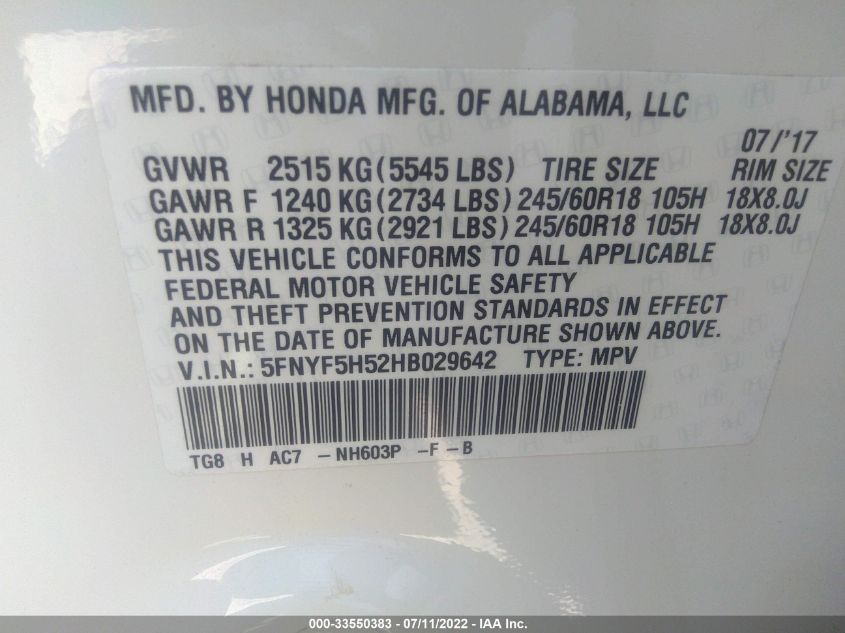 MFD. BY HONDA MFG. OF ALABAMA, LLC
07/'17
GVWR 2515 KG (5545 LBS) TIRE SIZE RIM SIZE
GAWR F 1240 KG (2734 LBS) 245/60R18 105H 18X8.0J
GAWR R 1325 KG (2921 LBS) 245/60R18 105H 18X8.0J
THIS VEHICLE CONFORMS TO ALL APPLICABLE
FEDERAL MOTOR VEHICLE SAFETY
AND THEFT PREVENTION STANDARDS IN EFFECT
ON THE DATE OF MANUFACTURE SHOWN ABOVE.
V.I.N.: 5FNYF5H52HB029642 TYPE: MPV
TG8 H AC7 -NH603P -F-B
000-33550383 - 07/11/2022 - IAA Inc.